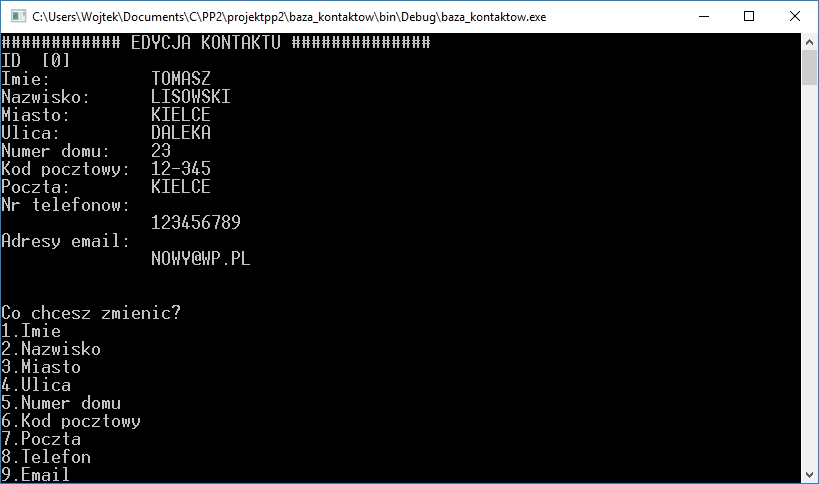 C:\Users\Wojtek\Documents\C\PP2\projektpp2\baza_kontaktow\bin\Debug\baza_kontaktow.exe
############ EDYCJA KONTAKTU ##############
ID  [0]
Imie:          TOMASZ
Nazwisko:      LISOWSKI
Miasto:        KIELCE
Ulica:         DALEKA
Numer domu:    23
Kod pocztowy:  12-345
Poczta:        KIELCE
Nr telefonow:
               123456789
Adresy email:
               NOWY@WP.PL
Co chcesz zmienic?
1.Imie
2.Nazwisko
3.Miasto
4.Ulica
5.Numer domu
6.Kod pocztowy
7.Poczta
8.Telefon
9.Email